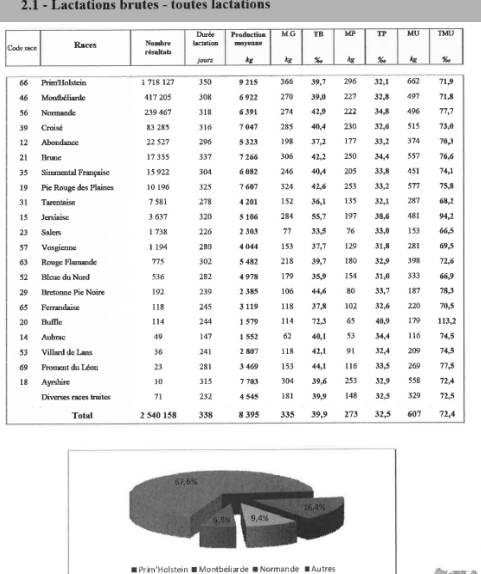 2.1 - Lactations brutes - toutes lactations
Code race Races Nombre résultats Durée lactation jours Production moyenne kg M.G kg TB ‰ MP kg TP ‰ MU kg TMU ‰
66 Prim'Holstein 1 718 127 350 9 215 366 39,7 296 32,1 662 71,9
46 Montbéliarde 417 205 308 6 922 270 39,0 227 32,8 497 71,8
56 Normande 239 467 318 6 391 274 42,9 222 34,8 496 77,7
39 Croisé 83 285 316 7 047 285 40,4 230 32,6 515 73,0
12 Abondance 22 527 296 5 323 198 37,2 177 33,2 374 70,3
21 Brune 17 355 337 7 266 306 42,2 250 34,4 557 76,6
35 Simmental Française 15 922 304 6 082 246 40,4 205 33,8 451 74,1
19 Pie Rouge des Plaines 10 196 325 7 607 324 42,6 253 33,2 577 75,8
31 Tarentaise 7 581 278 4 201 152 36,1 135 32,1 287 68,2
15 Jersiaise 3 637 320 5 106 284 55,7 197 38,6 481 94,2
23 Salers 1 738 226 2 303 77 33,5 76 33,0 153 66,5
57 Vosgienne 1 194 280 4 044 153 37,7 129 31,8 281 69,5
63 Rouge Flamande 775 302 5 482 218 39,7 180 32,9 398 72,6
52 Bleue du Nord 536 282 4 978 179 35,9 154 31,0 333 66,9
29 Bretonne Pie Noire 192 239 2 385 106 44,6 80 33,7 187 78,3
65 Ferrandaise 118 245 3 119 118 37,8 102 32,6 220 70,5
20 Buffle 114 244 1 579 114 72,3 65 40,9 179 113,2
14 Aubrac 49 147 1 552 62 40,1 53 34,4 116 74,5
53 Villard de Lans 36 241 2 807 118 42,1 91 32,4 209 74,5
69 Froment du Léon 23 281 3 469 153 44,1 116 33,5 269 77,5
18 Ayrshire 10 315 7 703 304 39,6 253 32,9 558 72,4
Diverses races traites 71 232 4 545 181 39,9 148 32,5 329 72,5
Total 2 540 158 338 8 395 335 39,9 273 32,5 607 72,4
67,6%
16,4%
6,5% 9,4%
Prim'Holstein Montbéliarde Normande Autres